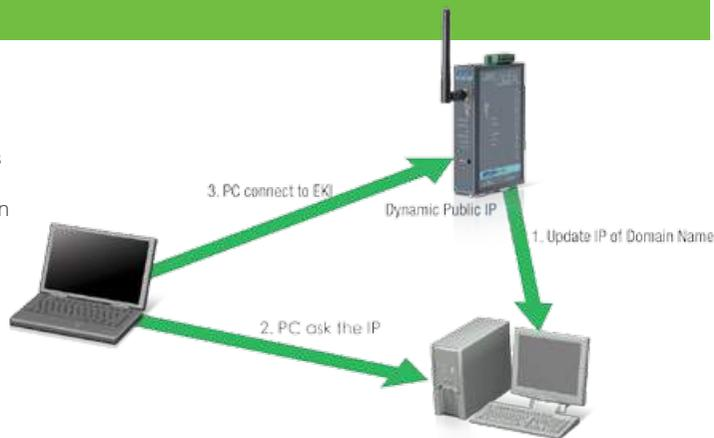 s
n
3. PC connect to EKI
Dynamic Public IP
1. Update IP of Domain Name
2. PC ask the IP